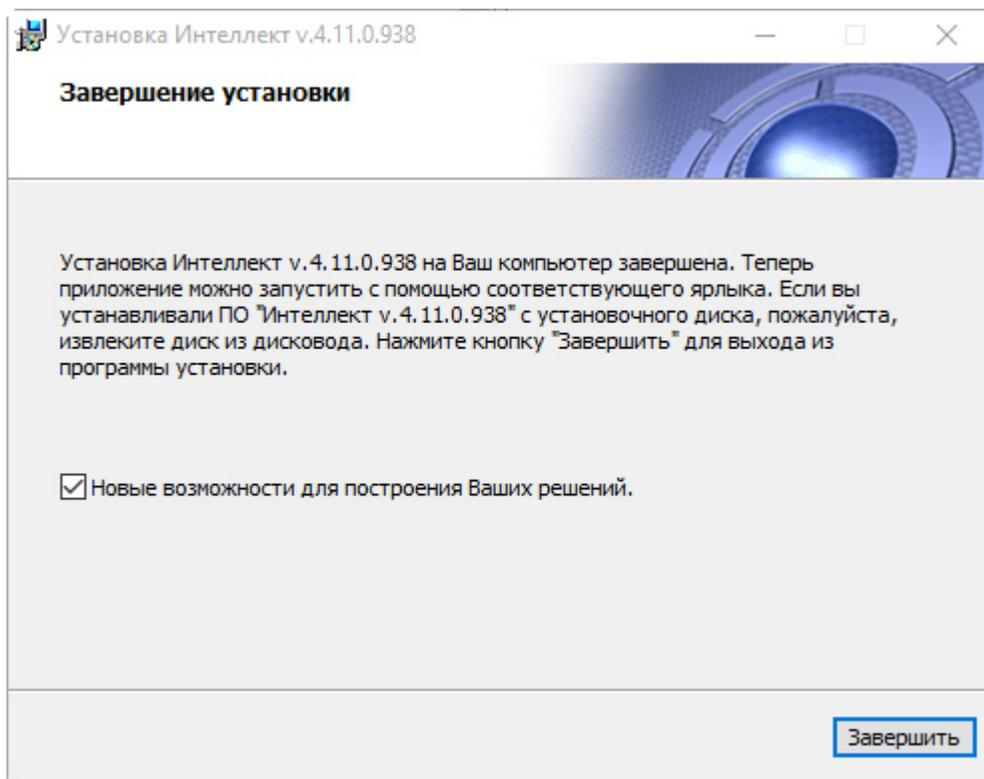 Установка Интеллект v.4.11.0.938
Завершение установки
Установка Интеллект v.4.11.0.938 на Ваш компьютер завершена. Теперь
приложение можно запустить с помощью соответствующего ярлыка. Если вы
устанавливали ПО "Интеллект v.4.11.0.938" с установочного диска, пожалуйста,
извлеките диск из дисковода. Нажмите кнопку "Завершить" для выхода из
программы установки.
Новые возможности для построения Ваших решений.
Завершить